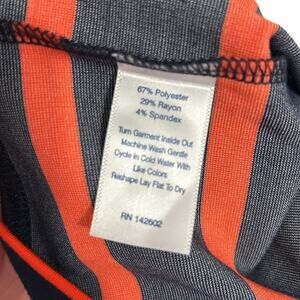 67% Polyester
29% Rayon
4% Spandex
Turn Garment Inside Out
Machine Wash Gentle
Cycle In Cold Water With
Like Colors
Reshape Lay Flat To Dry
RN 142602